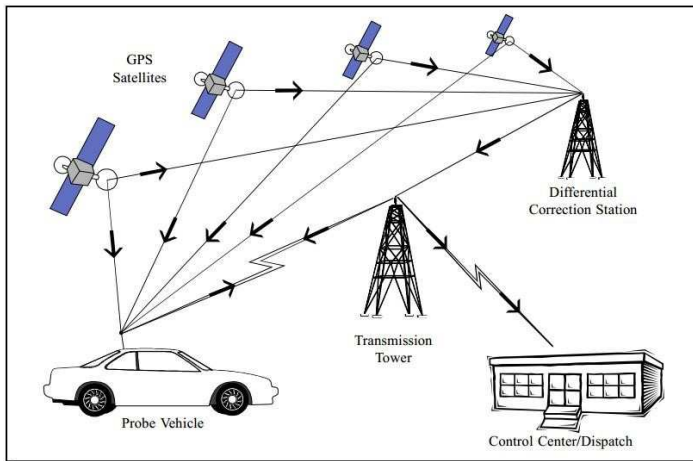 GPS
Satellites
Differential
Correction Station
Transmission
Tower
Probe Vehicle
Control Center/Dispatch